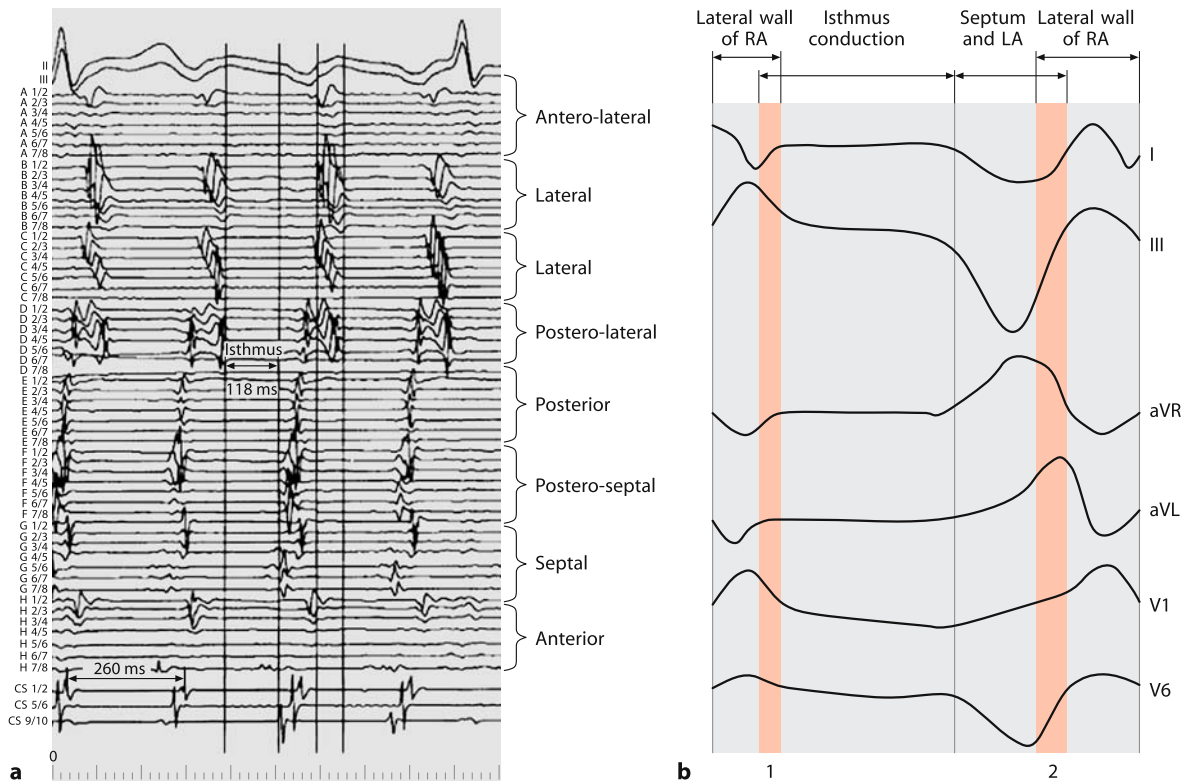 II
III
A 1/2
A 2/3
A 3/4
A 4/5
A 5/6
A 6/7
A 7/8
B 1/2
B 2/3
B 3/4
B 4/5
B 5/6
B 6/7
B 7/8
C 1/2
C 2/3
C 3/4
C 4/5
C 5/6
C 6/7
C 7/8
D 1/2
D 2/3
D 3/4
D 4/5
D 5/6
D 6/7
D 7/8
E 1/2
E 2/3
E 3/4
E 4/5
E 5/6
E 6/7
E 7/8
F 1/2
F 2/3
F 3/4
F 4/5
F 5/6
F 6/7
F 7/8
G 1/2
G 2/3
G 3/4
G 4/5
G 5/6
G 6/7
G 7/8
H 1/2
H 2/3
H 3/4
H 4/5
H 5/6
H 6/7
H 7/8
CS 1/2
CS 5/6
CS 9/10
Isthmus
118 ms
260 ms
0
Antero-lateral
Lateral
Lateral
Postero-lateral
Posterior
Postero-septal
Septal
Anterior
a
Lateral wall
of RA
Isthmus
conduction
Septum
and LA
Lateral wall
of RA
I
III
aVR
aVL
V1
V6
b
1
2